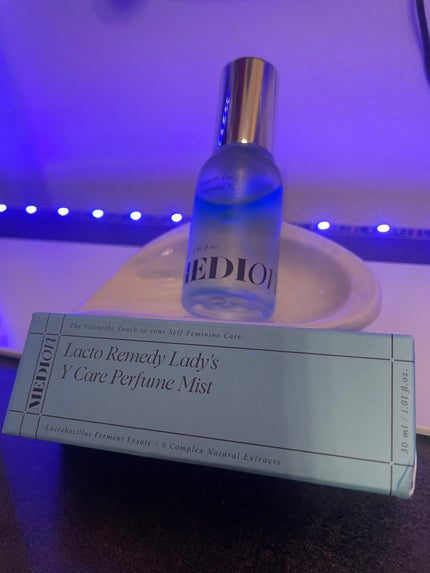 MEDION
The Scientific Touch to your Self-Feminine Care
MEDION
Lacto Remedy Lady's
Y Care Perfume Mist
Lactobacillus Ferment Lysate + 6 Complex Natural Extracts
30 ml / 1.01 fl.oz.